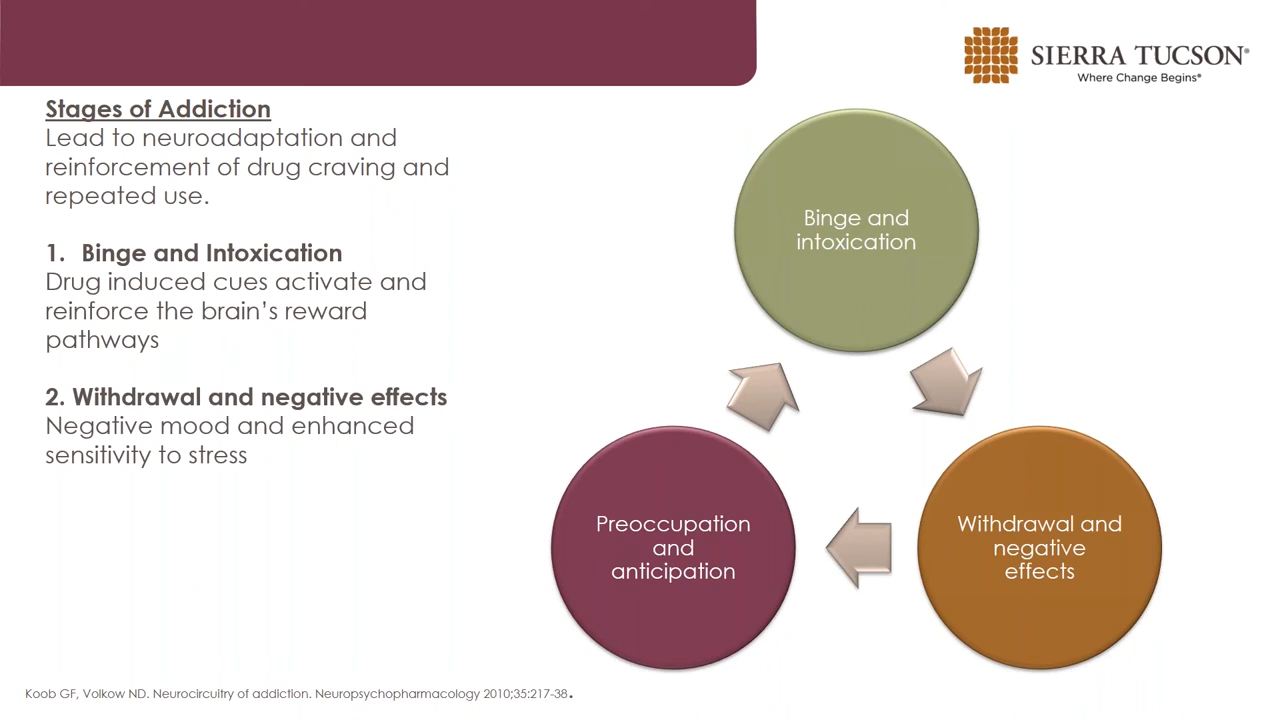 SIERRA TUCSON®
Where Change Begins®
Stages of Addiction
Lead to neuroadaptation and
reinforcement of drug craving and
repeated use.
1. Binge and Intoxication
Drug induced cues activate and
reinforce the brain’s reward
pathways
2. Withdrawal and negative effects
Negative mood and enhanced
sensitivity to stress
Binge and
intoxication
Withdrawal and
negative
effects
Preoccupation
and
anticipation
Koob GF, Volkow ND. Neurocircuitry of addiction. Neuropsychopharmacology 2010;35:217-38.